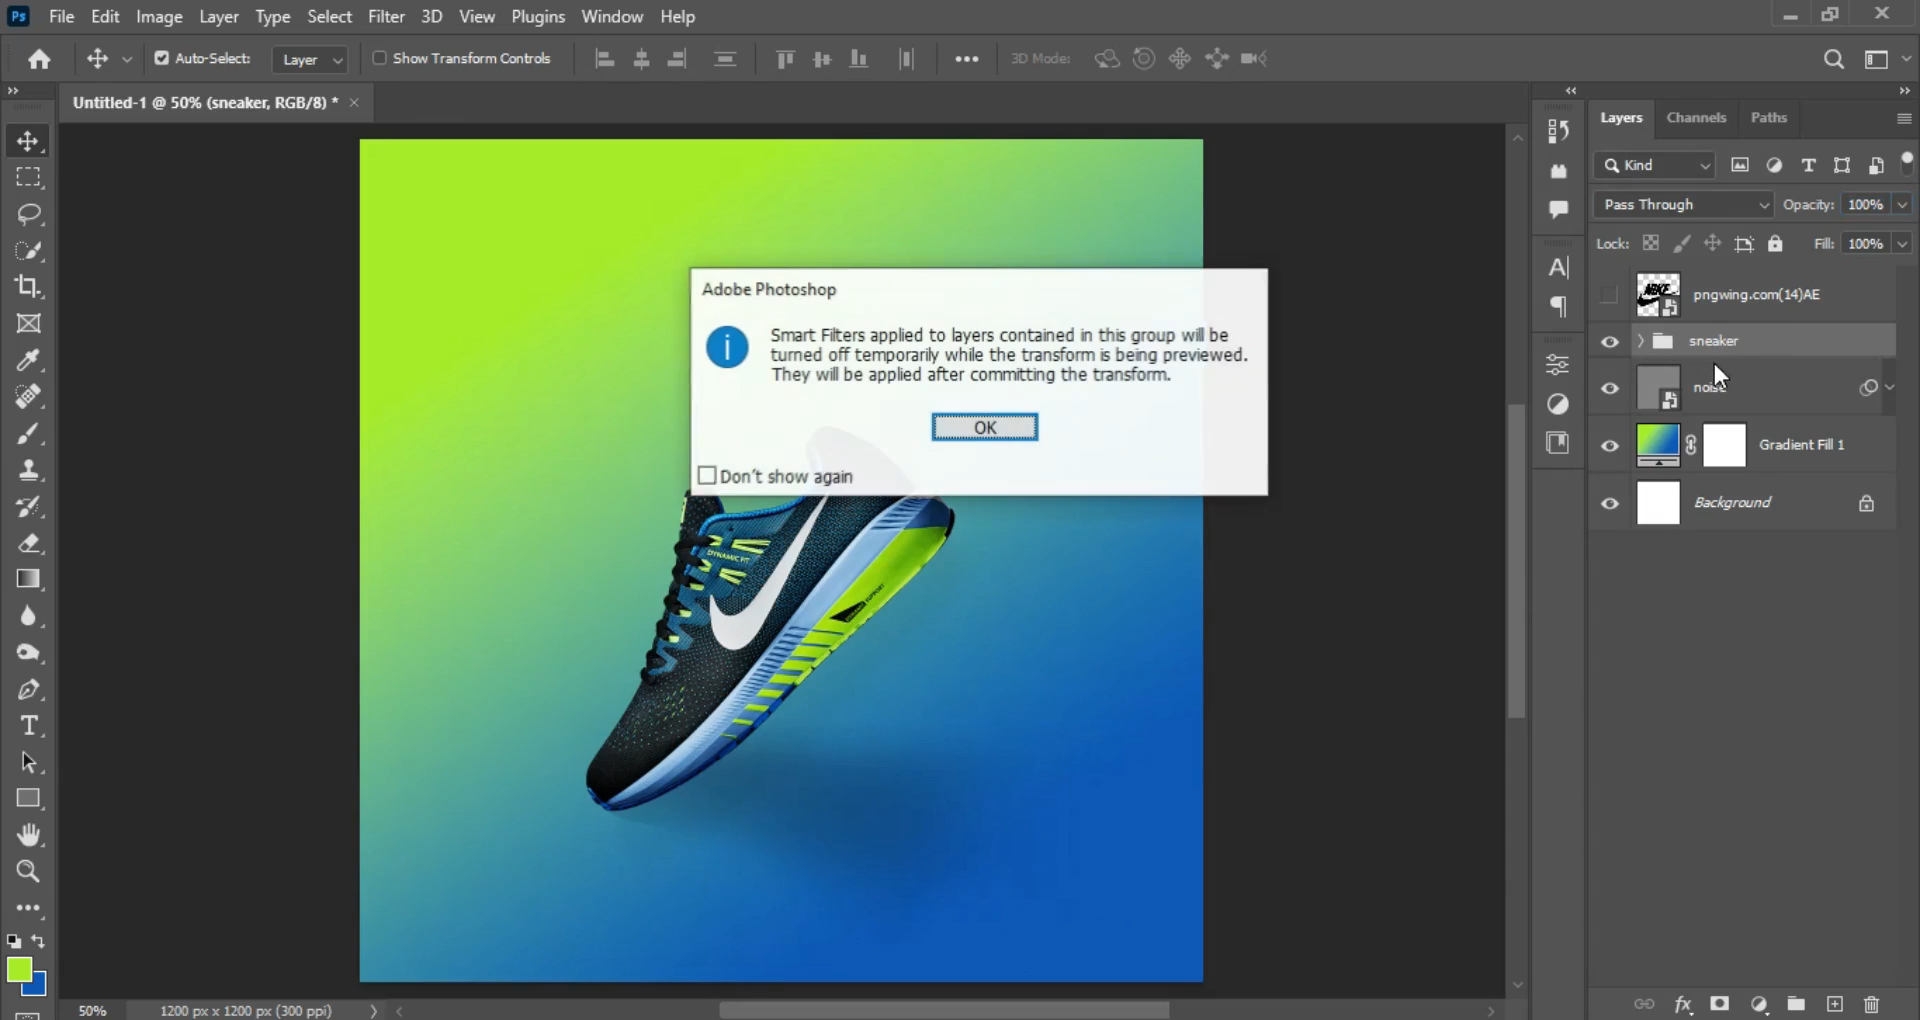 Ps File Edit Image Layer Type Select Filter 3D View Plugins Window Help
Auto-Select: Layer Show Transform Controls 3D Mode:
Untitled-1 @ 50% (sneaker, RGB/8) * ×
Layers Channels Paths
Kind
Pass Through Opacity: 100%
Lock: Fill: 100%
pngwing.com(14)AE
sneaker
noise
Gradient Fill 1
Background
Adobe Photoshop
Smart Filters applied to layers contained in this group will be
turned off temporarily while the transform is being previewed.
They will be applied after committing the transform.
OK
Don't show again
DYNAMIC FIT
50% 1200 px x 1200 px (300 ppi)